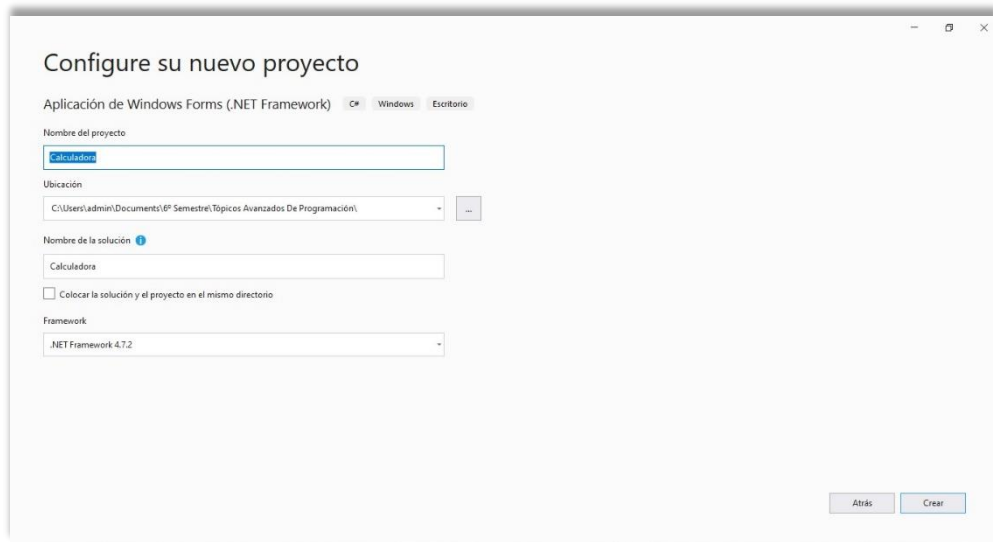 Configure su nuevo proyecto
Aplicación de Windows Forms (.NET Framework) C# Windows Escritorio
Nombre del proyecto
Calculadora
Ubicación
C:\Users\admin\Documents\6º Semestre\Tópicos Avanzados De Programación\
...
Nombre de la solución
Calculadora
Colocar la solución y el proyecto en el mismo directorio
Framework
.NET Framework 4.7.2
Atrás Crear